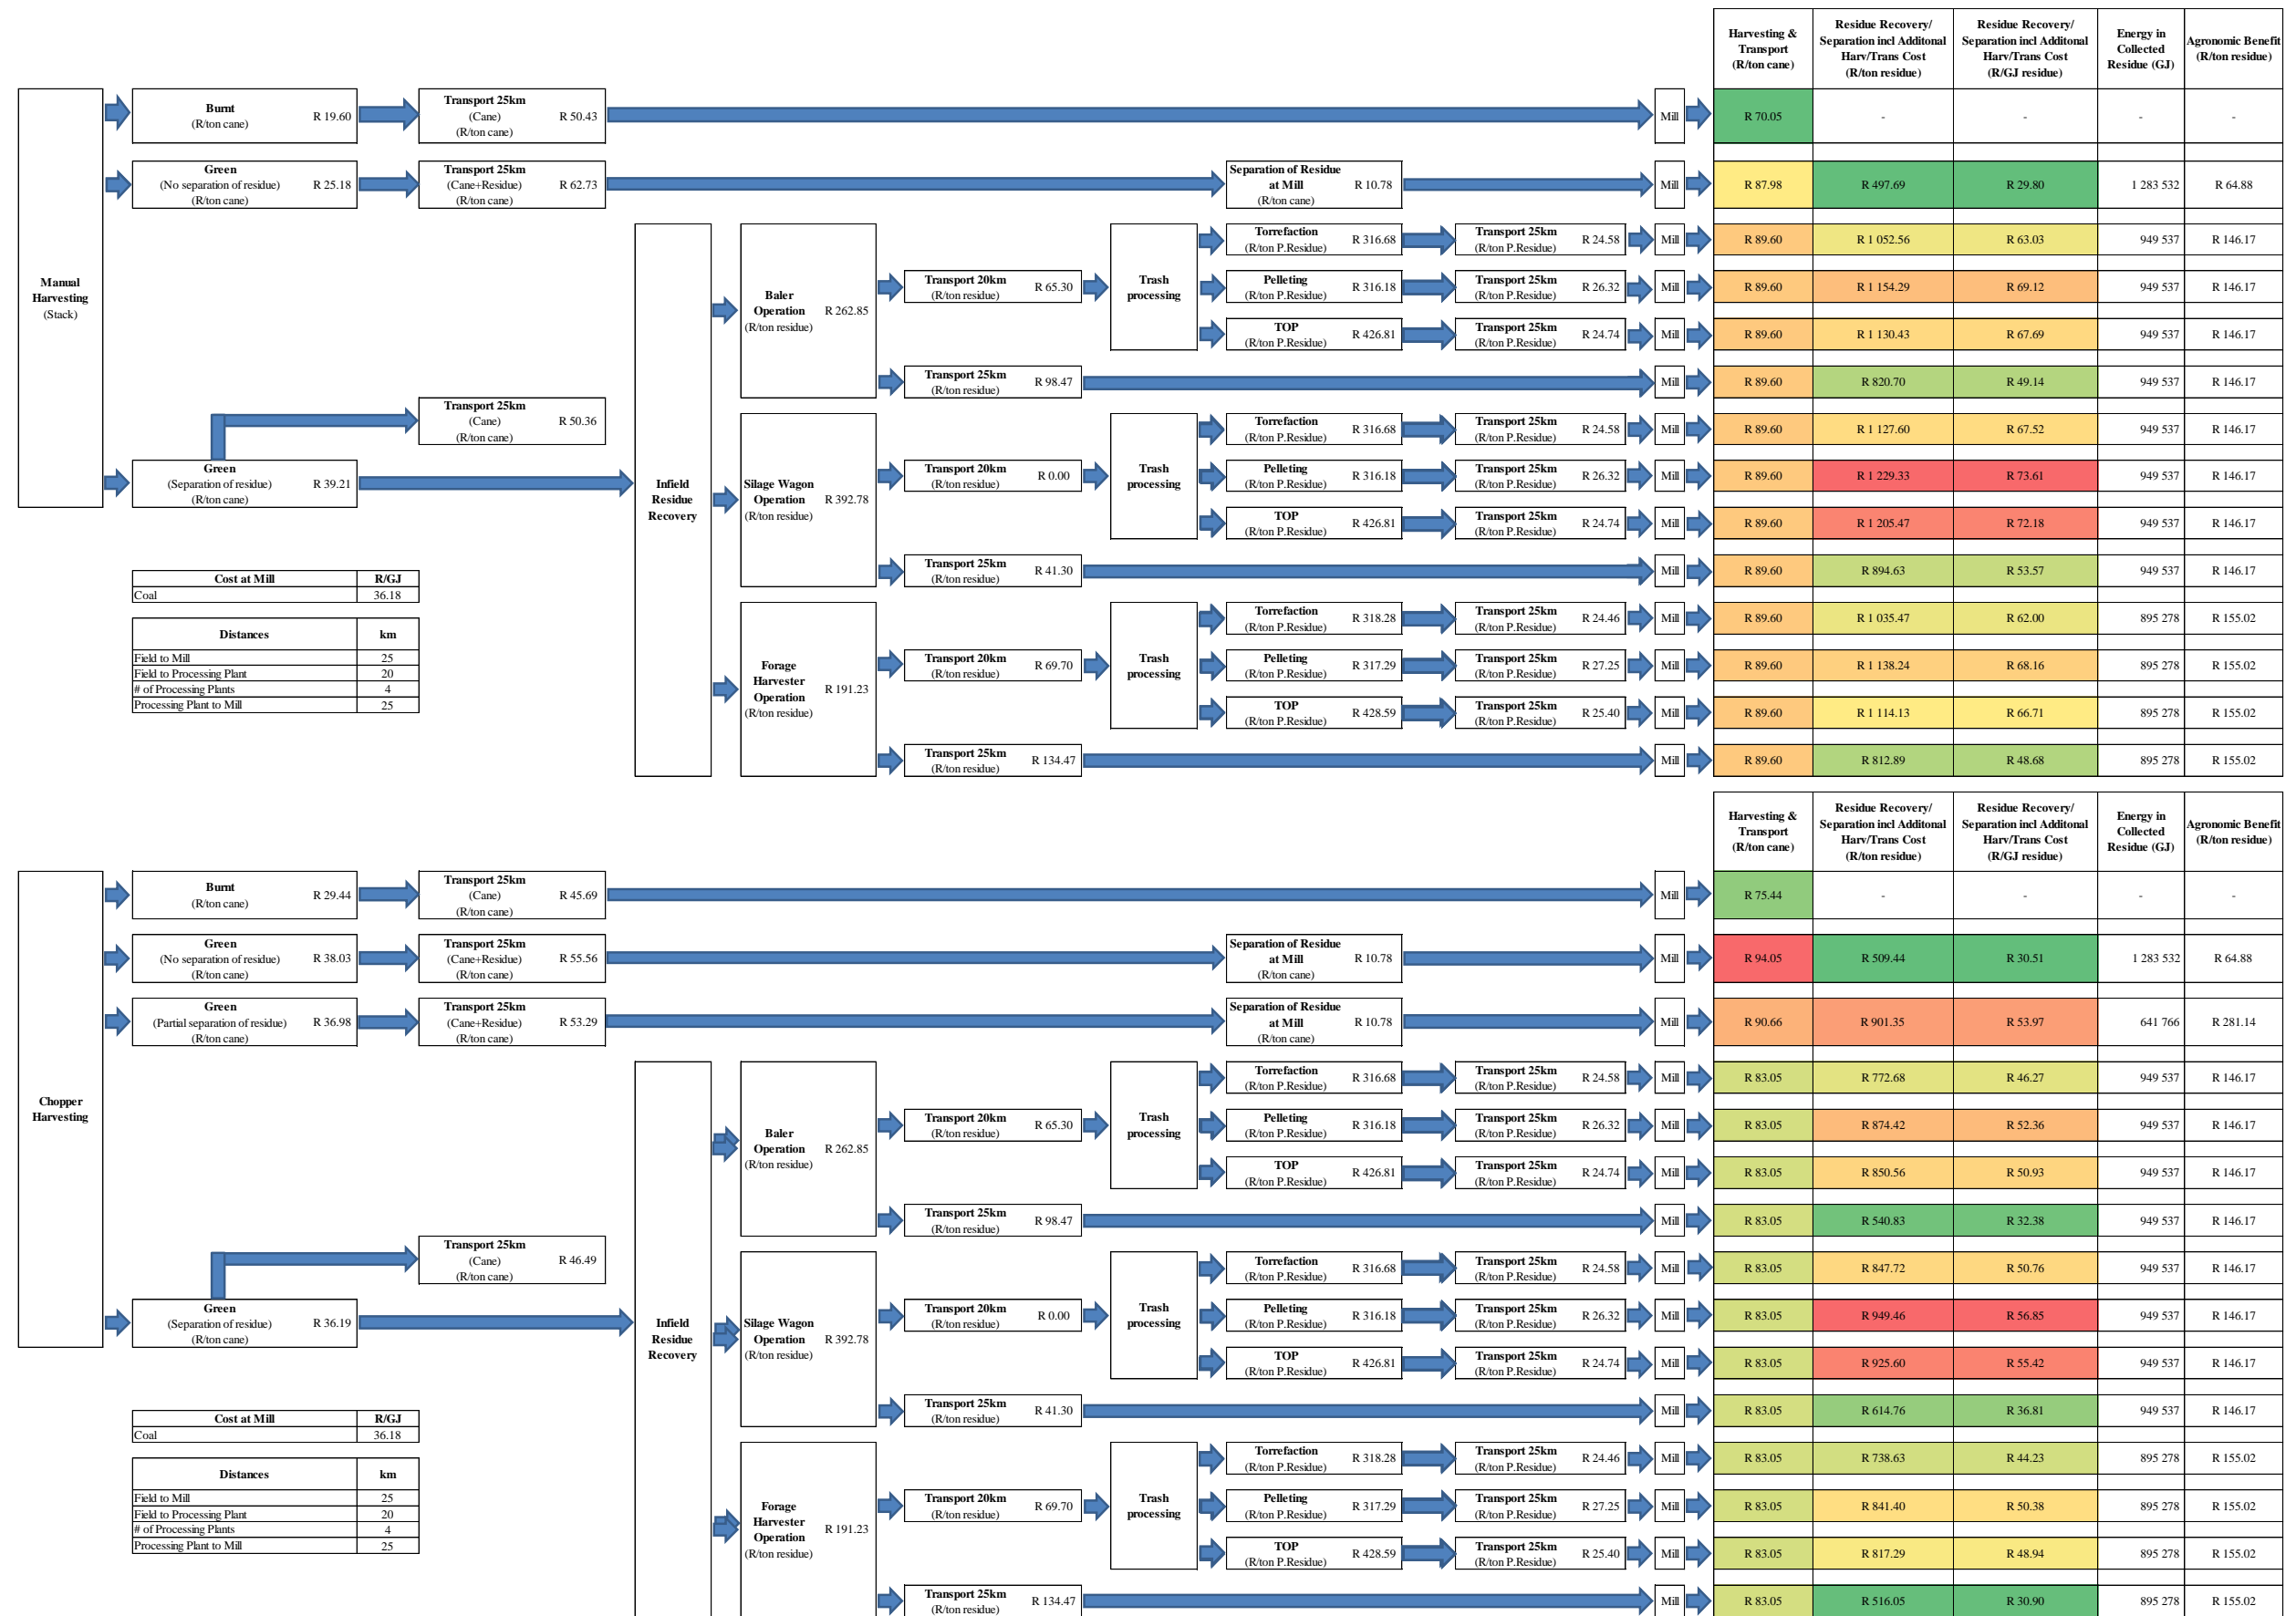 Harvesting & Transport (R/ton cane)
Residue Recovery/ Separation incl Additonal Harv/Trans Cost (R/ton residue)
Residue Recovery/ Separation incl Additonal Harv/Trans Cost (R/GJ residue)
Energy in Collected Residue (GJ)
Agronomic Benefit (R/ton residue)
Manual Harvesting (Stack)
Burnt (R/ton cane) R 19.60
Transport 25km (Cane) (R/ton cane) R 50.43
Mill
R 70.05 - - - -
Green (No separation of residue) (R/ton cane) R 25.18
Transport 25km (Cane+Residue) (R/ton cane) R 62.73
Separation of Residue at Mill (R/ton cane) R 10.78
Mill
R 87.98 R 497.69 R 29.80 1 283 532 R 64.88
Green (Separation of residue) (R/ton cane) R 39.21
Transport 25km (Cane) (R/ton cane) R 50.36
Infield Residue Recovery
Baler Operation (R/ton residue) R 262.85
Transport 20km (R/ton residue) R 65.30
Trash processing
Torrefaction (R/ton P.Residue) R 316.68
Transport 25km (R/ton P.Residue) R 24.58
Mill
R 89.60 R 1 052.56 R 63.03 949 537 R 146.17
Pelleting (R/ton P.Residue) R 316.18
Transport 25km (R/ton P.Residue) R 26.32
Mill
R 89.60 R 1 154.29 R 69.12 949 537 R 146.17
TOP (R/ton P.Residue) R 426.81
Transport 25km (R/ton P.Residue) R 24.74
Mill
R 89.60 R 1 130.43 R 67.69 949 537 R 146.17
Transport 25km (R/ton residue) R 98.47
Mill
R 89.60 R 820.70 R 49.14 949 537 R 146.17
Silage Wagon Operation (R/ton residue) R 392.78
Transport 20km (R/ton residue) R 0.00
Trash processing
Torrefaction (R/ton P.Residue) R 316.68
Transport 25km (R/ton P.Residue) R 24.58
Mill
R 89.60 R 1 127.60 R 67.52 949 537 R 146.17
Pelleting (R/ton P.Residue) R 316.18
Transport 25km (R/ton P.Residue) R 26.32
Mill
R 89.60 R 1 229.33 R 73.61 949 537 R 146.17
TOP (R/ton P.Residue) R 426.81
Transport 25km (R/ton P.Residue) R 24.74
Mill
R 89.60 R 1 205.47 R 72.18 949 537 R 146.17
Transport 25km (R/ton residue) R 41.30
Mill
R 89.60 R 894.63 R 53.57 949 537 R 146.17
Forage Harvester Operation (R/ton residue) R 191.23
Transport 20km (R/ton residue) R 69.70
Trash processing
Torrefaction (R/ton P.Residue) R 318.28
Transport 25km (R/ton P.Residue) R 24.46
Mill
R 89.60 R 1 035.47 R 62.00 895 278 R 155.02
Pelleting (R/ton P.Residue) R 317.29
Transport 25km (R/ton P.Residue) R 27.25
Mill
R 89.60 R 1 138.24 R 68.16 895 278 R 155.02
TOP (R/ton P.Residue) R 428.59
Transport 25km (R/ton P.Residue) R 25.40
Mill
R 89.60 R 1 114.13 R 66.71 895 278 R 155.02
Transport 25km (R/ton residue) R 134.47
Mill
R 89.60 R 812.89 R 48.68 895 278 R 155.02
Cost at Mill R/GJ
Coal 36.18
Distances km
Field to Mill 25
Field to Processing Plant 20
# of Processing Plants 4
Processing Plant to Mill 25
Harvesting & Transport (R/ton cane)
Residue Recovery/ Separation incl Additonal Harv/Trans Cost (R/ton residue)
Residue Recovery/ Separation incl Additonal Harv/Trans Cost (R/GJ residue)
Energy in Collected Residue (GJ)
Agronomic Benefit (R/ton residue)
Chopper Harvesting
Burnt (R/ton cane) R 29.44
Transport 25km (Cane) (R/ton cane) R 45.69
Mill
R 75.44 - - - -
Green (No separation of residue) (R/ton cane) R 38.03
Transport 25km (Cane+Residue) (R/ton cane) R 55.56
Separation of Residue at Mill (R/ton cane) R 10.78
Mill
R 94.05 R 509.44 R 30.51 1 283 532 R 64.88
Green (Partial separation of residue) (R/ton cane) R 36.98
Transport 25km (Cane+Residue) (R/ton cane) R 53.29
Separation of Residue at Mill (R/ton cane) R 10.78
Mill
R 90.66 R 901.35 R 53.97 641 766 R 281.14
Green (Separation of residue) (R/ton cane) R 36.19
Transport 25km (Cane) (R/ton cane) R 46.49
Infield Residue Recovery
Baler Operation (R/ton residue) R 262.85
Transport 20km (R/ton residue) R 65.30
Trash processing
Torrefaction (R/ton P.Residue) R 316.68
Transport 25km (R/ton P.Residue) R 24.58
Mill
R 83.05 R 772.68 R 46.27 949 537 R 146.17
Pelleting (R/ton P.Residue) R 316.18
Transport 25km (R/ton P.Residue) R 26.32
Mill
R 83.05 R 874.42 R 52.36 949 537 R 146.17
TOP (R/ton P.Residue) R 426.81
Transport 25km (R/ton P.Residue) R 24.74
Mill
R 83.05 R 850.56 R 50.93 949 537 R 146.17
Transport 25km (R/ton residue) R 98.47
Mill
R 83.05 R 540.83 R 32.38 949 537 R 146.17
Silage Wagon Operation (R/ton residue) R 392.78
Transport 20km (R/ton residue) R 0.00
Trash processing
Torrefaction (R/ton P.Residue) R 316.68
Transport 25km (R/ton P.Residue) R 24.58
Mill
R 83.05 R 847.72 R 50.76 949 537 R 146.17
Pelleting (R/ton P.Residue) R 316.18
Transport 25km (R/ton P.Residue) R 26.32
Mill
R 83.05 R 949.46 R 56.85 949 537 R 146.17
TOP (R/ton P.Residue) R 426.81
Transport 25km (R/ton P.Residue) R 24.74
Mill
R 83.05 R 925.60 R 55.42 949 537 R 146.17
Transport 25km (R/ton residue) R 41.30
Mill
R 83.05 R 614.76 R 36.81 949 537 R 146.17
Forage Harvester Operation (R/ton residue) R 191.23
Transport 20km (R/ton residue) R 69.70
Trash processing
Torrefaction (R/ton P.Residue) R 318.28
Transport 25km (R/ton P.Residue) R 24.46
Mill
R 83.05 R 738.63 R 44.23 895 278 R 155.02
Pelleting (R/ton P.Residue) R 317.29
Transport 25km (R/ton P.Residue) R 27.25
Mill
R 83.05 R 841.40 R 50.38 895 278 R 155.02
TOP (R/ton P.Residue) R 428.59
Transport 25km (R/ton P.Residue) R 25.40
Mill
R 83.05 R 817.29 R 48.94 895 278 R 155.02
Transport 25km (R/ton residue) R 134.47
Mill
R 83.05 R 516.05 R 30.90 895 278 R 155.02
Cost at Mill R/GJ
Coal 36.18
Distances km
Field to Mill 25
Field to Processing Plant 20
# of Processing Plants 4
Processing Plant to Mill 25